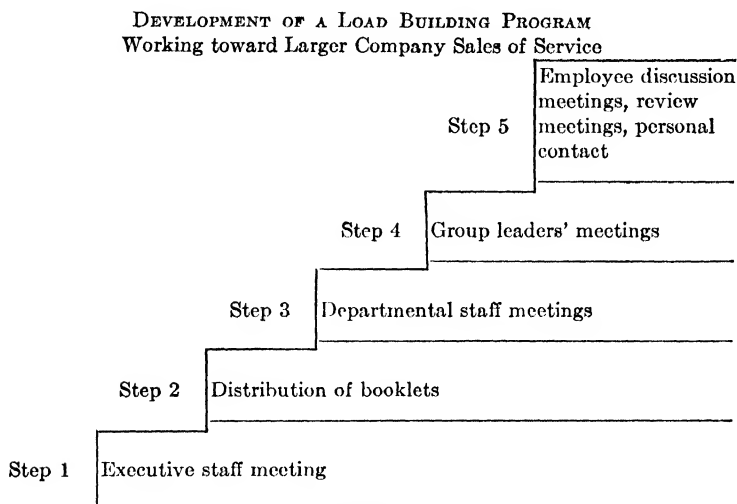 DEVELOPMENT OF A LOAD BUILDING PROGRAM
Working toward Larger Company Sales of Service
Step 5
Employee discussion
meetings, review
meetings, personal
contact
Step 4
Group leaders' meetings
Step 3
Departmental staff meetings
Step 2
Distribution of booklets
Step 1
Executive staff meeting